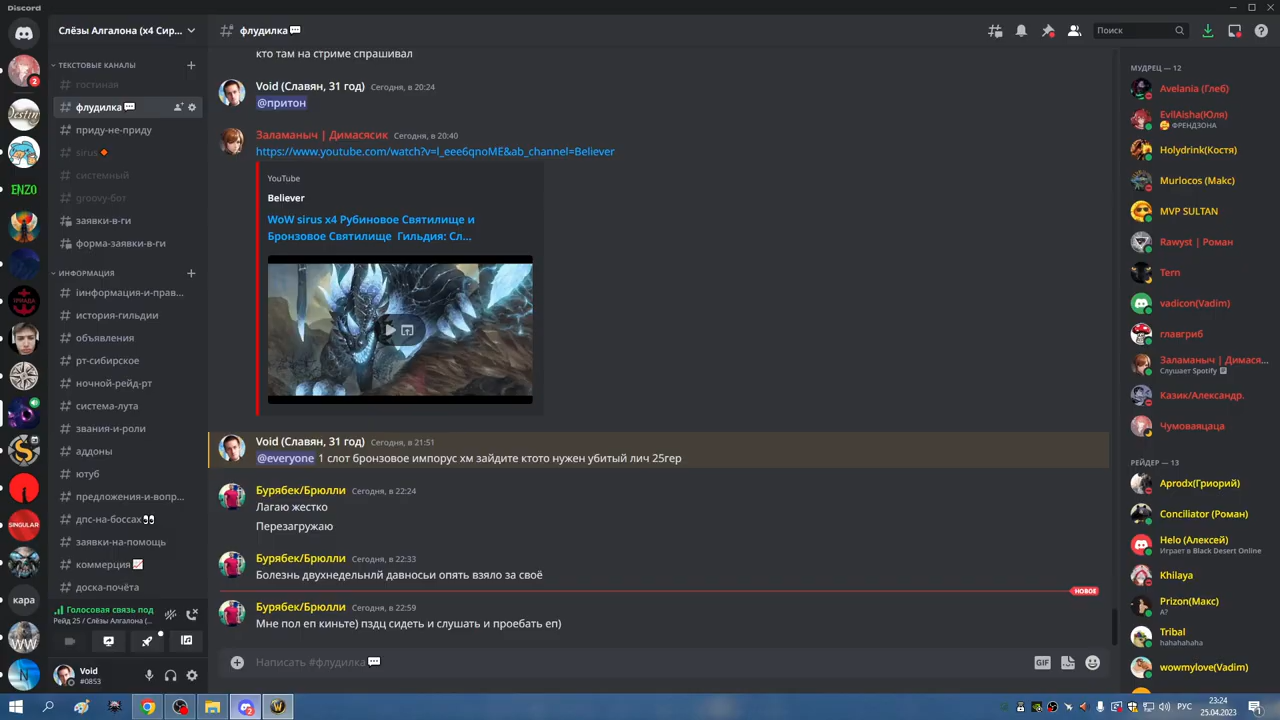 Discord
Слёзы Алгалона (x4 Сир...
флудилка
Поиск
ТЕКСТОВЫЕ КАНАЛЫ
гостиная
флудилка
приду-не-приду
sirus
системный
groovy-бот
заявки-в-ги
форма-заявки-в-ги
ИНФОРМАЦИЯ
іинформация-и-прав...
история-гильдии
объявления
рт-сибирское
ночной-рейд-рт
система-лута
звания-и-роли
аддоны
ютуб
предложения-и-вопр...
дпс-на-боссах
заявки-на-помощь
коммерция
доска-почёта
2
ENZO
SINGULAR
кара
Голосовая связь под
Рейд 25 / Слёзы Алгалона (
Void
#0853
кто там на стриме спрашивал
Void (Славян, 31 год) Сегодня, в 20:24
@притон
Заламаныч | Димасясик Сегодня, в 20:40
https://www.youtube.com/watch?v=l_eee6qnoME&ab_channel=Believer
YouTube
Believer
WoW sirus x4 Рубиновое Святилище и
Бронзовое Святилище Гильдия: Сл...
Void (Славян, 31 год) Сегодня, в 21:51
@everyone 1 слот бронзовое импорус хм зайдите ктото нужен убитый лич 25гер
Бурябек/Брюлли Сегодня, в 22:24
Лагаю жестко
Перезагружаю
Бурябек/Брюлли Сегодня, в 22:33
Болезнь двухнедельнлй давносьи опять взяло за своё
НОВОЕ
Бурябек/Брюлли Сегодня, в 22:59
Мне пол еп киньте) пздц сидеть и слушать и проебать еп)
Написать #флудилка
GIF
МУДРЕЦ — 12
Avelania (Глеб)
EvilAisha(Юля)
ФРЕНДЗОНА
Holydrink(Костя)
Murlocos (Макс)
MVP SULTAN
Rawyst | Роман
Tern
vadicon(Vadim)
главгриб
Заламаныч | Димася...
Слушает Spotify
Казик/Александр.
Чумоваяцаца
РЕЙДЕР — 13
Aprodx(Гриорий)
Conciliator (Роман)
Helo (Алексей)
Играет в Black Desert Online
Khilaya
Prizon(Макс)
A?
Tribal
hahahahaha
wowmylove(Vadim)
РУС
23:24
25.04.2023
1